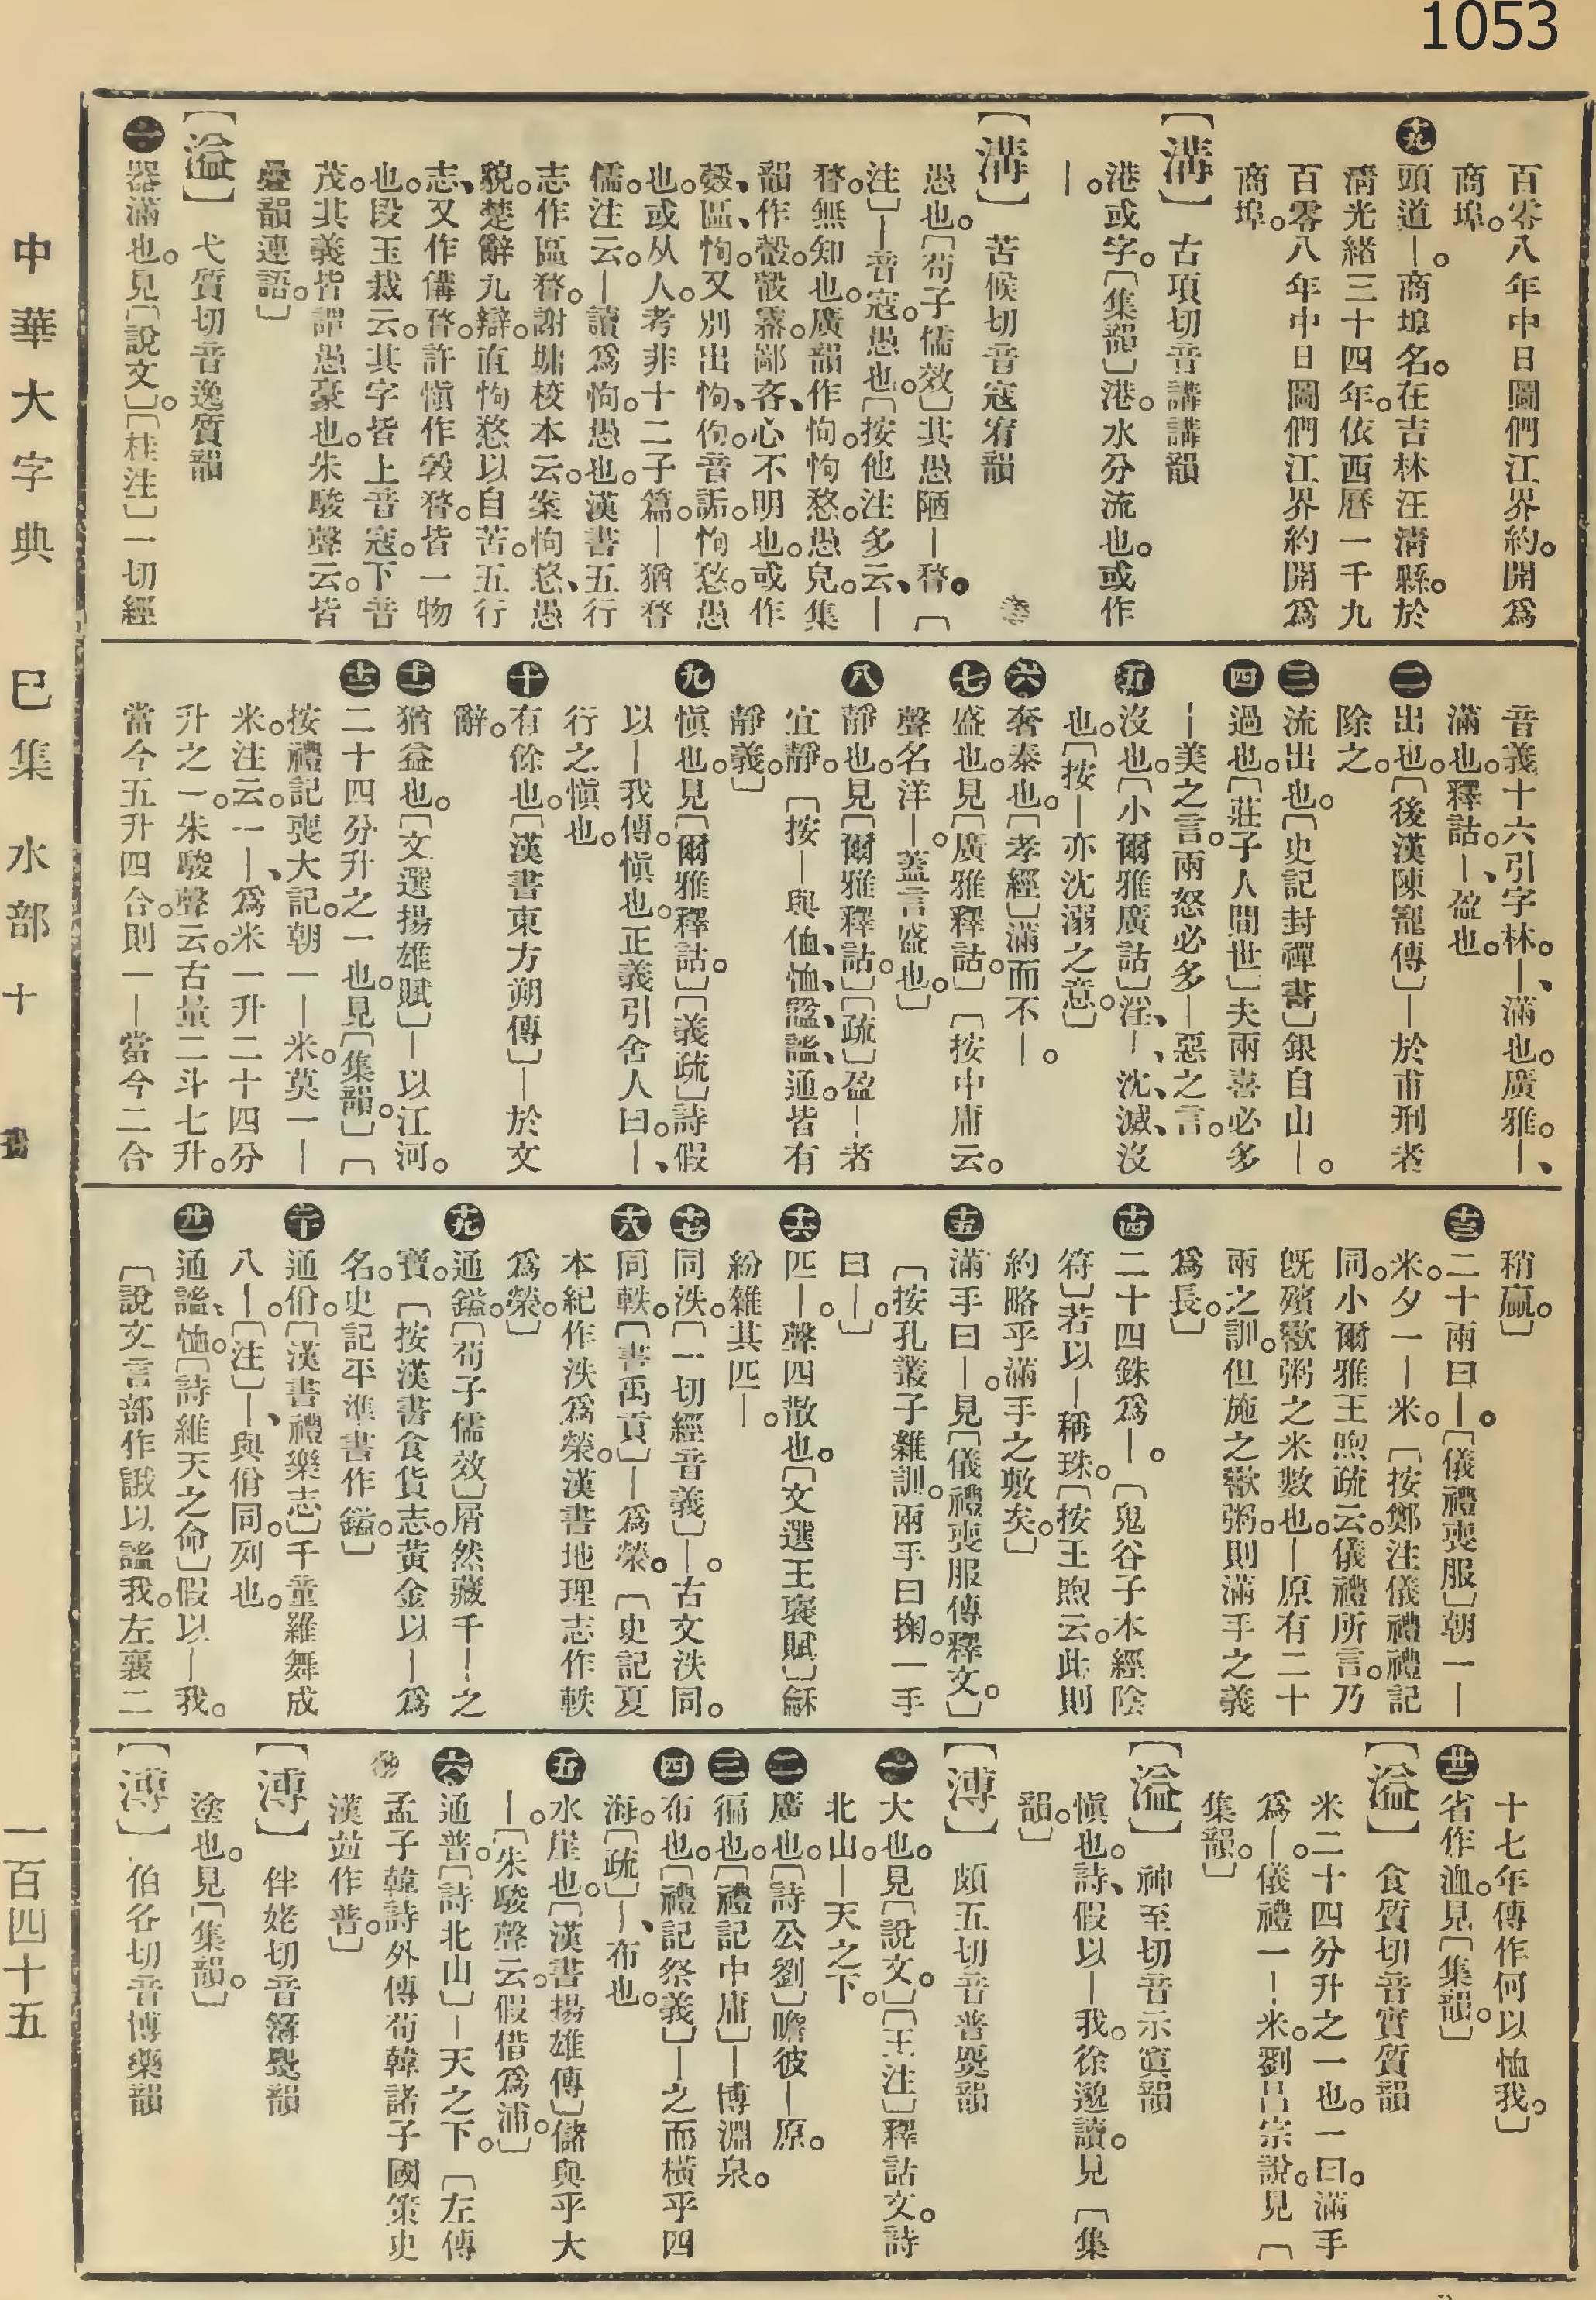 1053
百零八年中日圖們江界約。開爲
商埠。
十九 頭道—。商埠名。在吉林汪清縣。於
清光緒三十四年。依西曆一千九
百零八年中日圖們江界約開爲
商埠。
〔溝〕 古項切音講講韻
港或字。〔集韻〕港。水分流也。或作
—。
〔溝〕 苦候切音寇宥韻
愚也。〔荀子儒效〕其愚陋—瞀。〔
注〕—音寇。愚也。〔按他注多云、—
瞀。無知也。廣韻作怐。怐愗。愚皃。集
韻作㲉。㲉霿。鄙吝、心不明也。或作
㝅、區、怐。又別出怐、佝。音詬。怐愗。愚
也。或从人。考非十二子篇。—猶瞀
儒。注云。—讀爲怐。愚也。漢書五行
志作區瞀。謝墉校本云。案怐愗、愚
貌。楚辭九辯。直怐愗以自苦。五行
志、又作傋瞀。許愼作㝅瞀。皆一物
也。段玉裁云。其字皆上音寇。下音
茂。其義皆謂愚蒙也。朱駿聲云。皆
疊韻連語。〕
〔溢〕 弋質切音逸質韻
一 器滿也。見〔說文。〕〔桂注〕一切經
音義十六引字林。—、滿也。廣雅。—、
滿也。釋詁。—、盈也。
二 出也。〔後漢陳寵傳〕—於甫刑者
除之。
三 流出也。〔史記封禪書〕銀自山—。
四 過也。〔莊子人間世〕夫兩喜必多
—美之言。兩怒必多—惡之言。
五 沒也。〔小爾雅廣詁〕淫、—、沈、滅、沒
也。〔按—亦沈溺之意。〕
六 奢泰也。〔孝經〕滿而不—。
七 盛也。見〔廣雅釋詁。〕 〔按中庸云。
聲名洋—。蓋言盛也。〕
八 靜也。見〔爾雅釋詁。〕〔疏〕盈—者
宜靜。 〔按—與侐、恤、謐、諡、通。皆有
靜義。〕
九 愼也。見〔爾雅釋詁。〕〔義疏〕詩假
以—我傳。愼也。正義引舍人曰。—、
行之愼也。
十 有餘也。〔漢書東方朔傳〕—於文
辭。
十一 猶益也。〔文選揚雄賦〕—以江河。
十二 二十四分升之一也。見〔集韻。〕〔
按禮記喪大記。朝一—米。莫一—
米。注云。一—、爲米一升二十四分
升之一。朱駿聲云。古量二斗七升。
當今五升四合。則一—當今二合
稍贏。〕
十三 二十兩曰—。〔儀禮喪服〕朝一—
米。夕一—米。 〔按鄭注儀禮禮記
同。小爾雅王煦疏云。儀禮所言。乃
旣殯歠粥之米數也。—原有二十
兩之訓。但施之歠粥。則滿手之義
爲長。〕
十四 二十四銖爲—。 〔鬼谷子本經陰
符〕若以—稱珠。〔按王煦云。此則
約略乎滿手之數矣。〕
十五 滿手曰—。見〔儀禮喪服傳釋文。〕
〔按孔叢子雜訓。兩手曰掬。一手
曰—。〕
十六 匹—。聲四散也。〔文選王襃賦〕龢
紛雜其匹—。
十七 同泆。〔一切經音義〕—。古文泆同。
十八 同軼。〔書禹貢〕—爲滎。 〔史記夏
本紀作泆爲滎。漢書地理志作軼
爲滎。〕
十九 通鎰。〔荀子儒效〕屑然藏千—之
寶。 〔按漢書食貨志。黃金以—爲
名。史記平準書作鎰。〕
二十 通佾。〔漢書禮樂志〕千童羅舞成
八—。〔注〕—、與佾同。列也。
廿一 通諡、恤。〔詩維天之命〕假以—我。
〔說文言部作誐以謐我。左襄二
十七年傳作何以恤我。〕
廿二 省作洫。見〔集韻。〕
〔溢〕 食質切音實質韻
米二十四分升之一也。一曰。滿手
爲—。儀禮一—米。劉呂宗說。見〔
集韻。〕
〔溢〕 神至切音示寘韻
愼也。詩、假以—我。徐邈讀。見〔集
韻。〕
〔溥〕 頗五切音普麌韻
一 大也。見〔說文。〕〔王注〕釋詁文。詩
北山。—天之下。
二 廣也。〔詩公劉〕瞻彼—原。
三 徧也。〔禮記中庸〕—博淵泉。
四 布也。〔禮記祭義〕—之而橫乎四
海。〔疏〕—、布也。
五 水崖也。〔漢書揚雄傳〕儲與乎大
—。〔朱駿聲云。假借爲浦。〕
六 通普。〔詩北山〕—天之下。 〔左傳
孟子韓詩外傳荀韓諸子國策史
漢竝作普。〕
〔溥〕 伴姥切音簿麌韻
塗也。見〔集韻。〕
〔溥〕 伯各切音博藥韻
中華大字典 巳集 水部 十
一百四十五